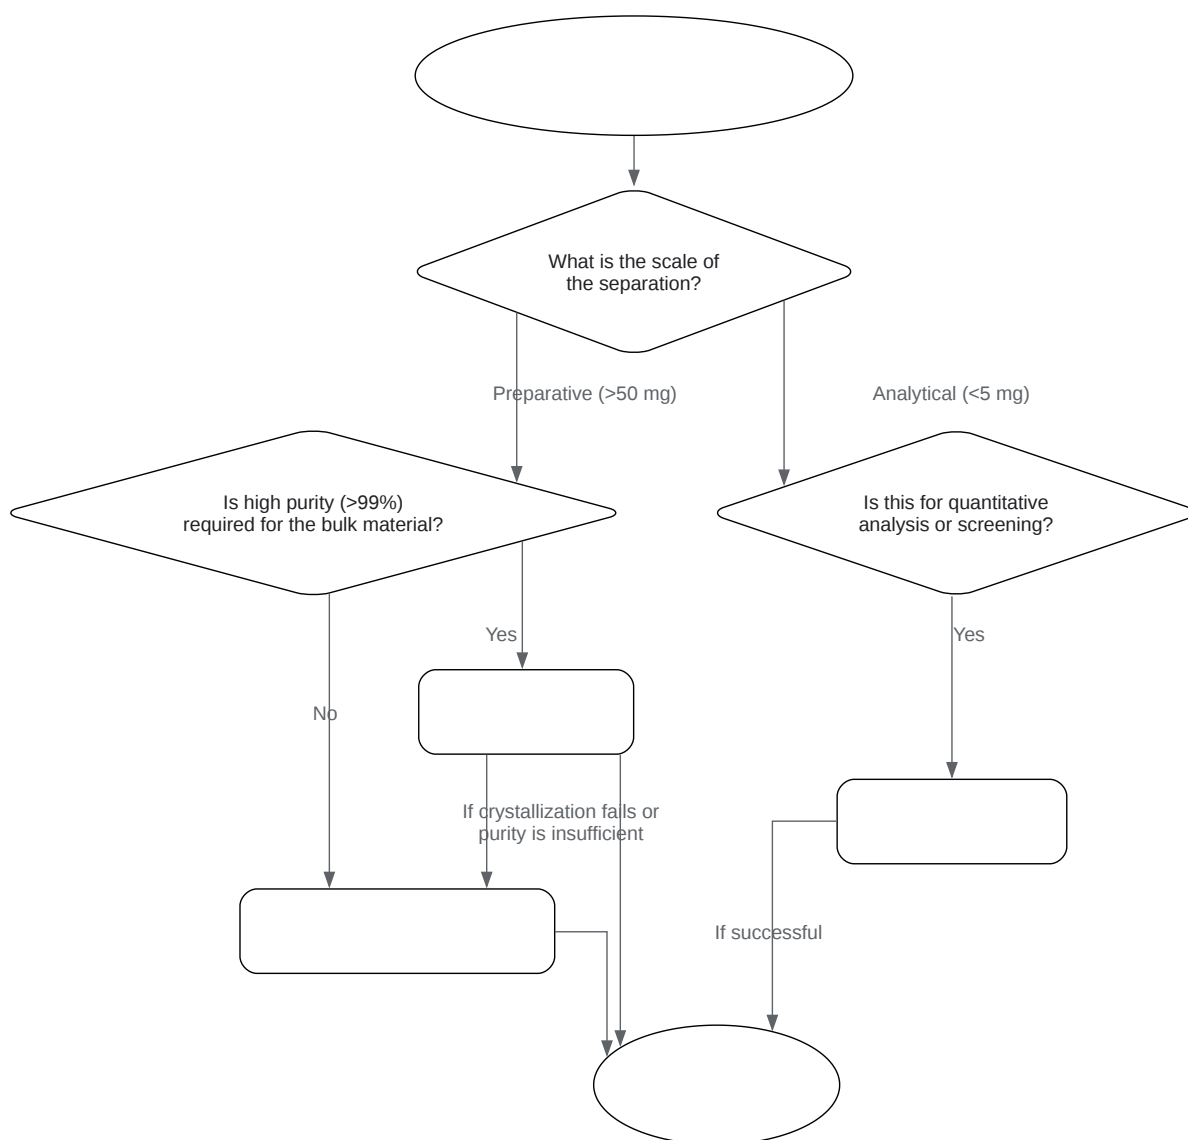 What is the scale of
the separation?
Preparative (>50 mg)
Analytical (<5 mg)
Is high purity (>99%)
required for the bulk material?
Is this for quantitative
analysis or screening?
Yes
Yes
No
If crystallization fails or
purity is insufficient
If successful